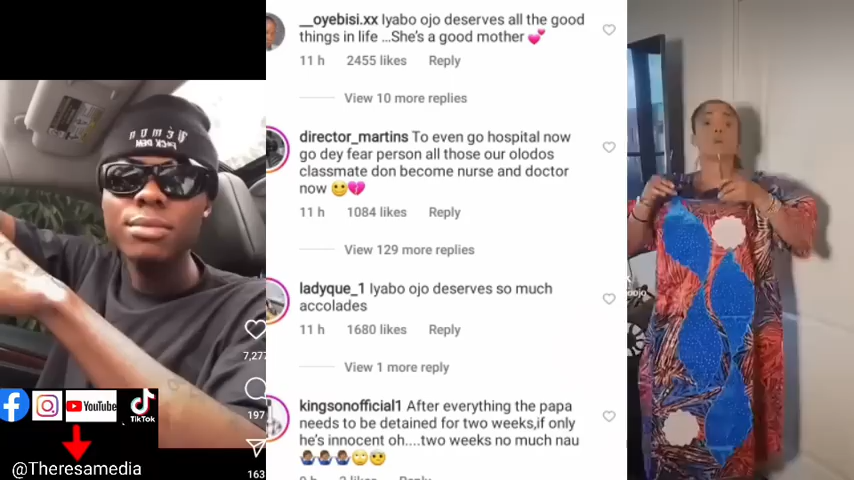 __oyebisi.xx Iyabo ojo deserves all the good
things in life ...She's a good mother 💕
11 h 2455 likes Reply
View 10 more replies
director_martins To even go hospital now
go dey fear person all those our olodos
classmate don become nurse and doctor
now 🙂💔
11 h 1084 likes Reply
View 129 more replies
ladyque_1 Iyabo ojo deserves so much
accolades
11 h 1680 likes Reply
View 1 more reply
kingsonofficial1 After everything the papa
needs to be detained for two weeks,if only
he's innocent oh....two weeks no much nau
7,277
197
163
YouTube
TikTok
@Theresamedia